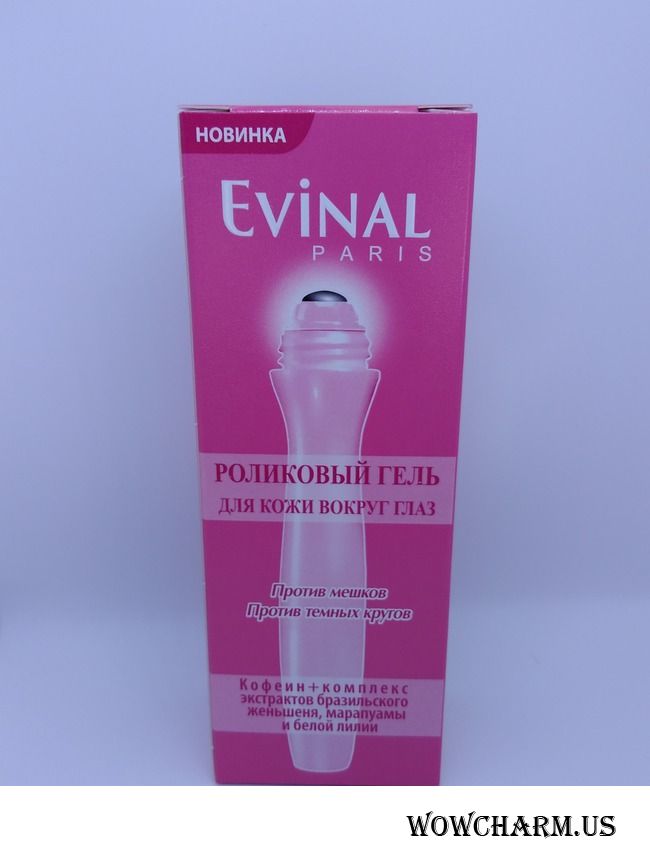 НОВИНКА
EViNAL
PARIS
РОЛИКОВЫЙ ГЕЛЬ
ДЛЯ КОЖИ ВОКРУГ ГЛАЗ
Против мешков
Против темных кругов
Кофеин+комплекс
экстрактов бразильского
женьшеня, марапуамы
и белой лилии
WOWCHARM.US